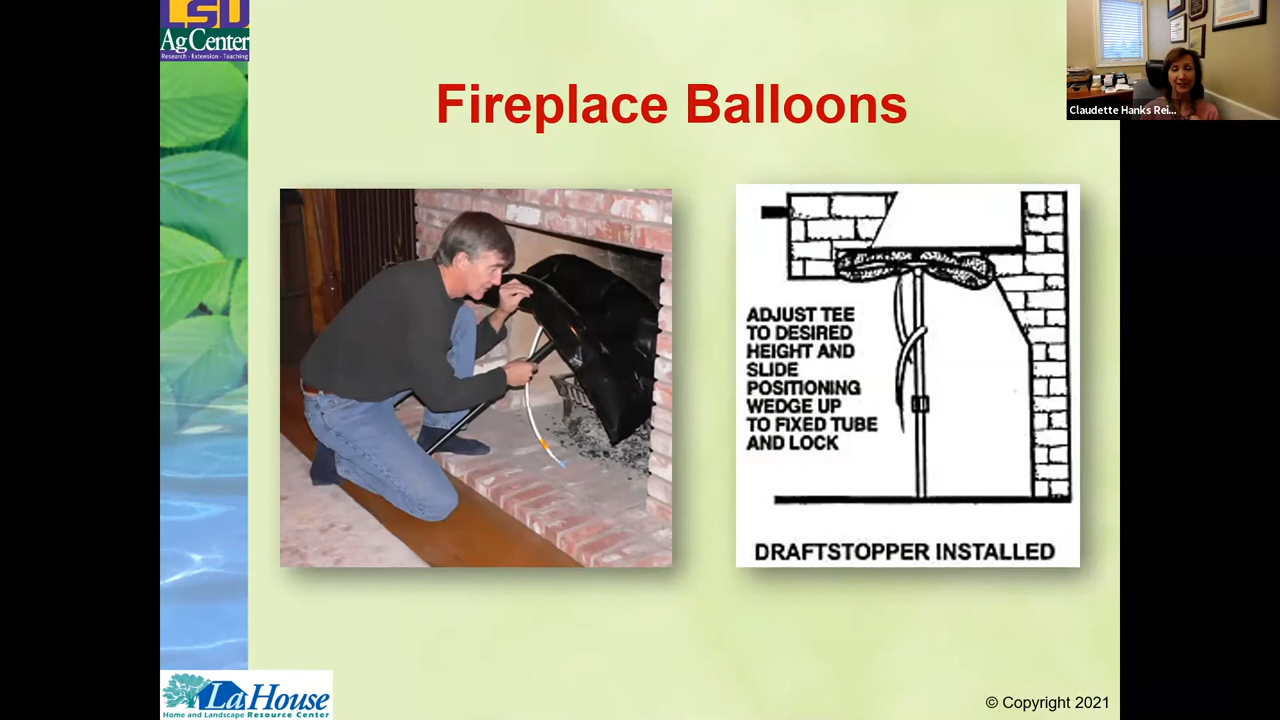 LSU
AgCenter
Research · Extension · Teaching
Claudette Hanks Rei...
Fireplace Balloons
ADJUST TEE
TO DESIRED
HEIGHT AND
SLIDE
POSITIONING
WEDGE UP
TO FIXED TUBE
AND LOCK
DRAFTSTOPPER INSTALLED
LaHouse
Home and Landscape Resource Center
© Copyright 2021